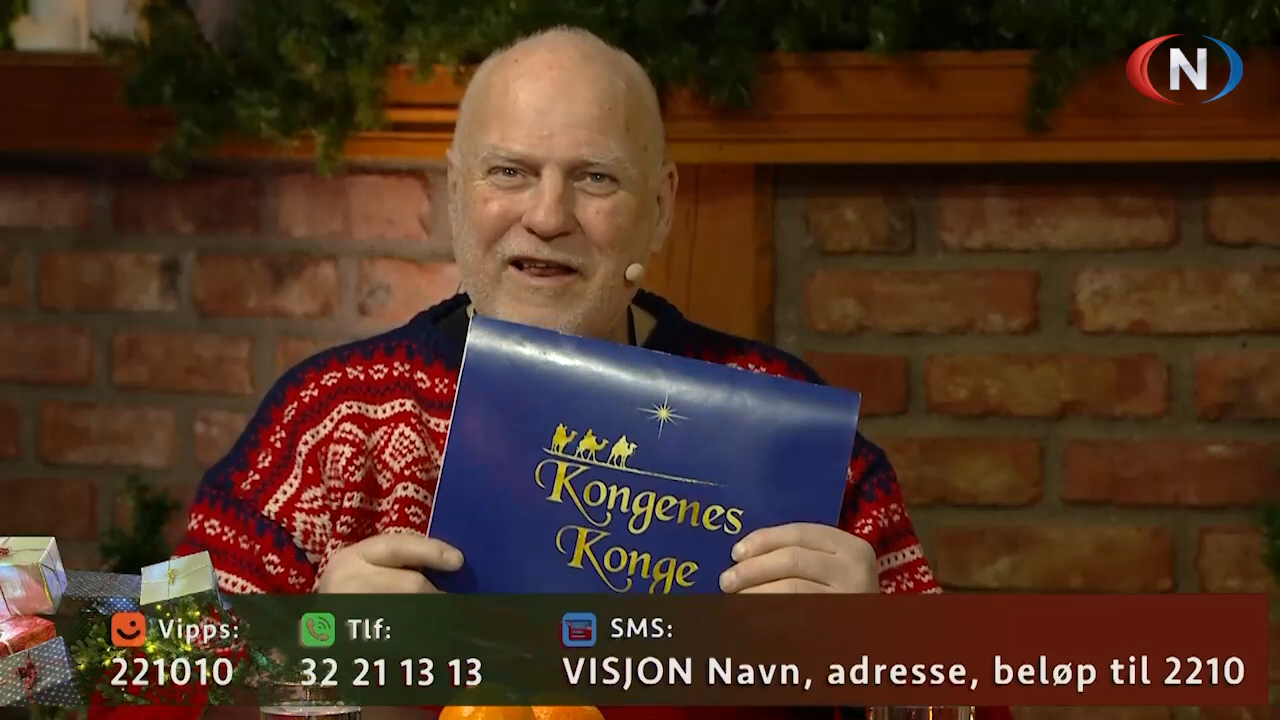 N
Kongenes
Konge
Vipps: Tlf: SMS:
221010 32 21 13 13 VISJON Navn, adresse, beløp til 2210